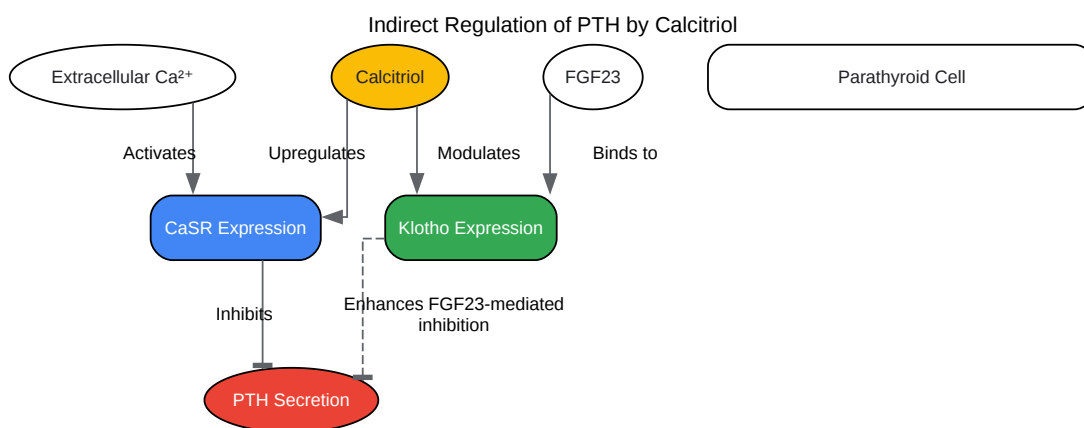 Indirect Regulation of PTH by Calcitriol
Extracellular Ca²⁺
Calcitriol
FGF23
Parathyroid Cell
Activates
Upregulates
Modulates
Binds to
CaSR Expression
Klotho Expression
Inhibits
Enhances FGF23-mediated
inhibition
PTH Secretion